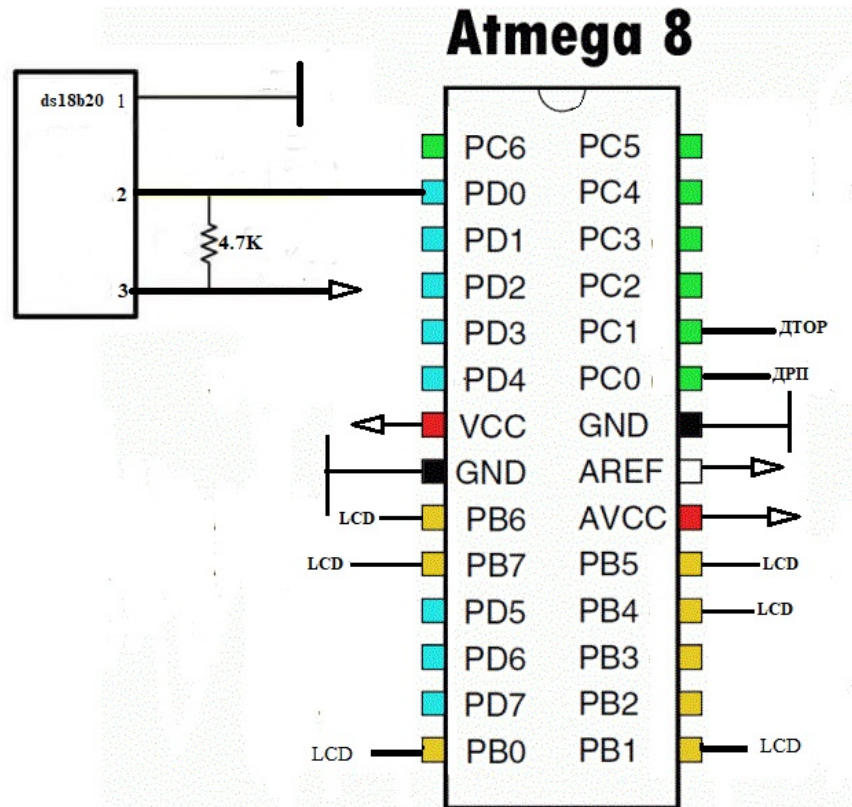 Atmega 8
ds18b20 1
2
4.7K
3
PC6 PC5
PD0 PC4
PD1 PC3
PD2 PC2
PD3 PC1 ДТОР
PD4 PC0 ДРП
VCC GND
GND AREF
LCD PB6 AVCC
LCD PB7 PB5 LCD
PD5 PB4 LCD
PD6 PB3
PD7 PB2
LCD PB0 PB1 LCD